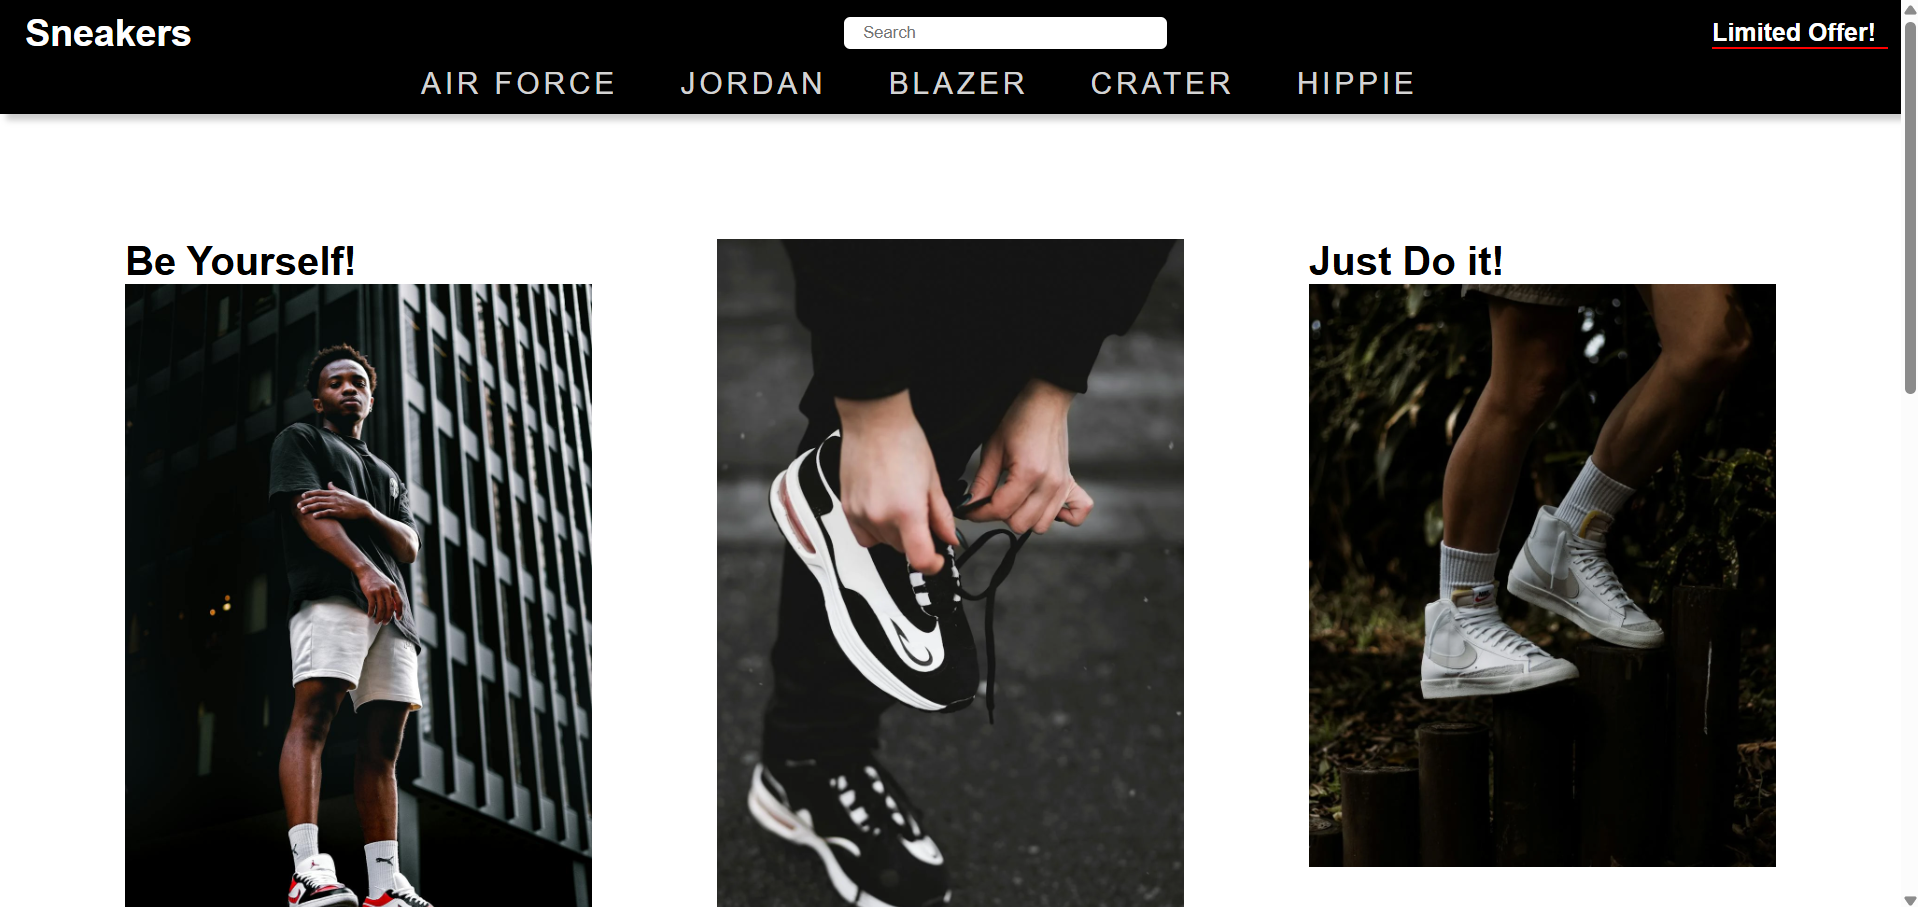 Sneakers
Search
Limited Offer!
AIR FORCE JORDAN BLAZER CRATER HIPPIE
Be Yourself!
Just Do it!